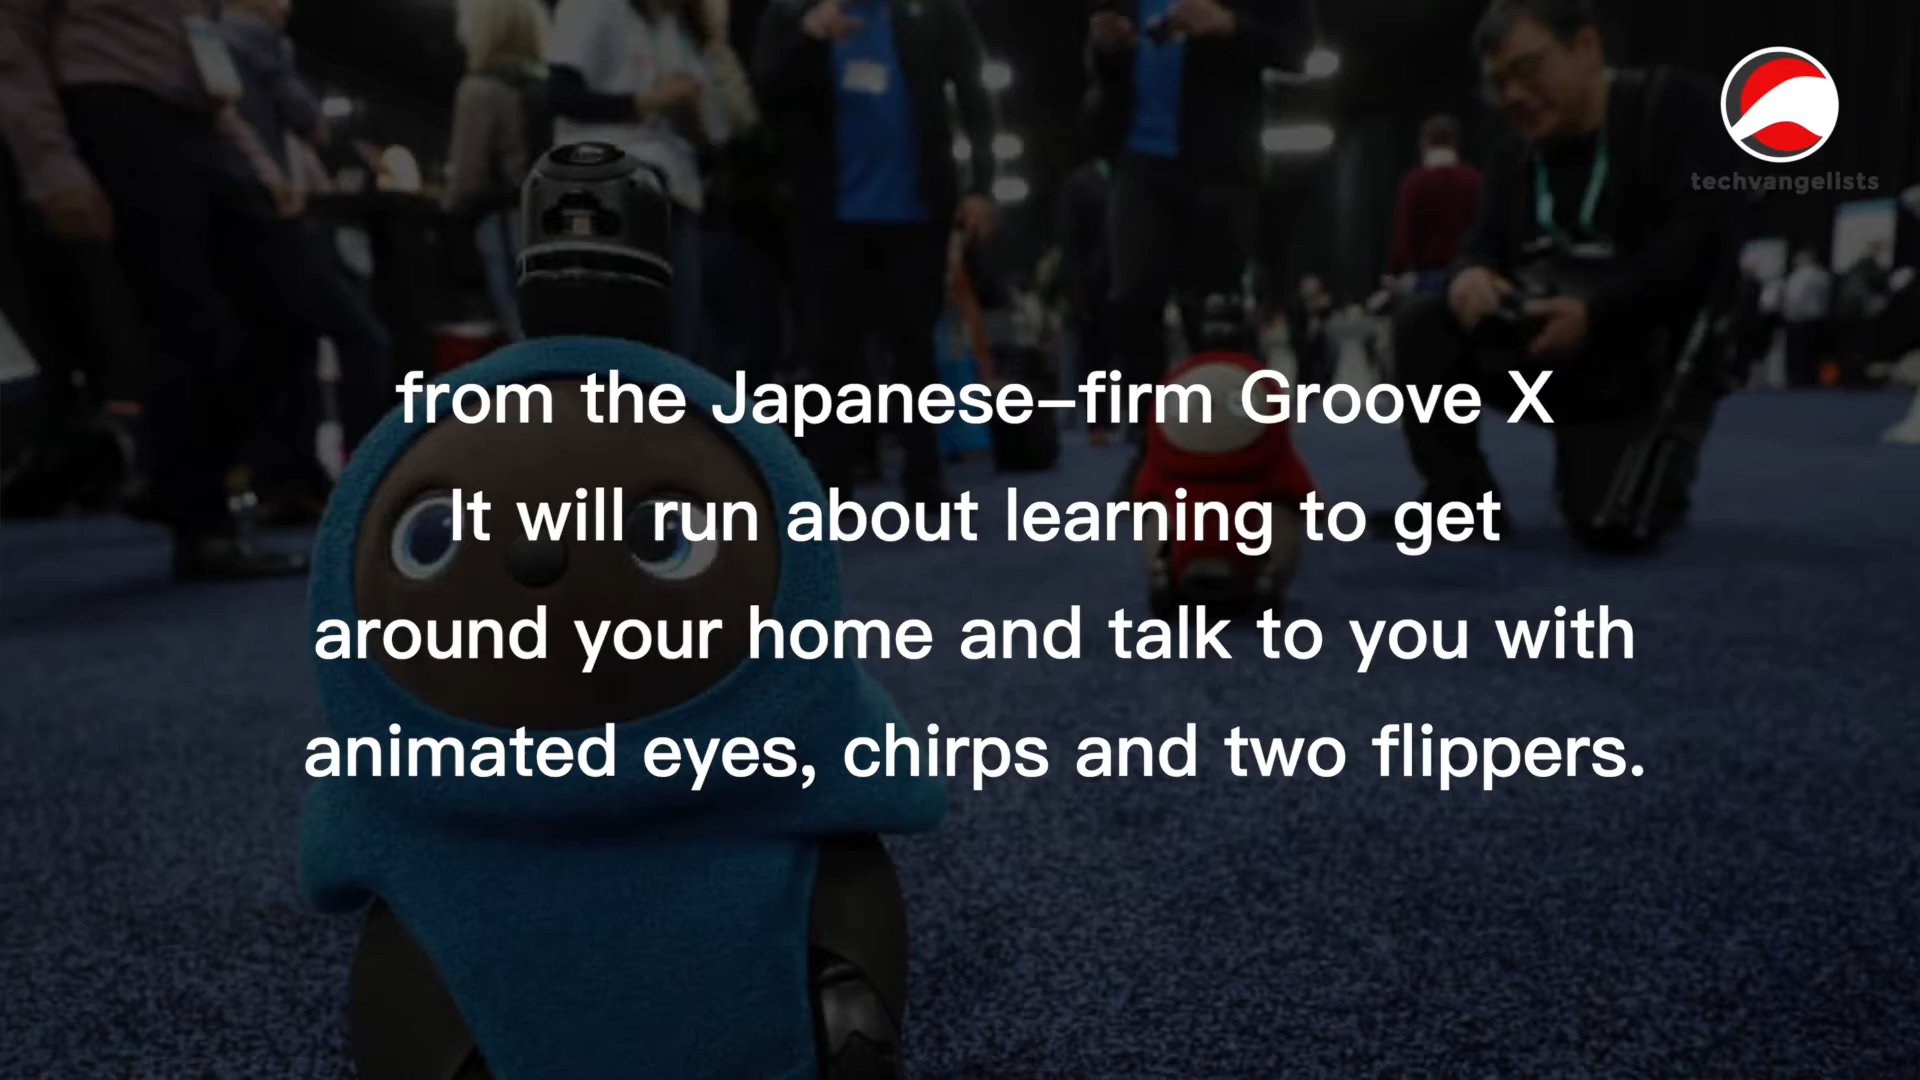 techvangelists
from the Japanese–firm Groove X
It will run about learning to get
around your home and talk to you with
animated eyes, chirps and two flippers.